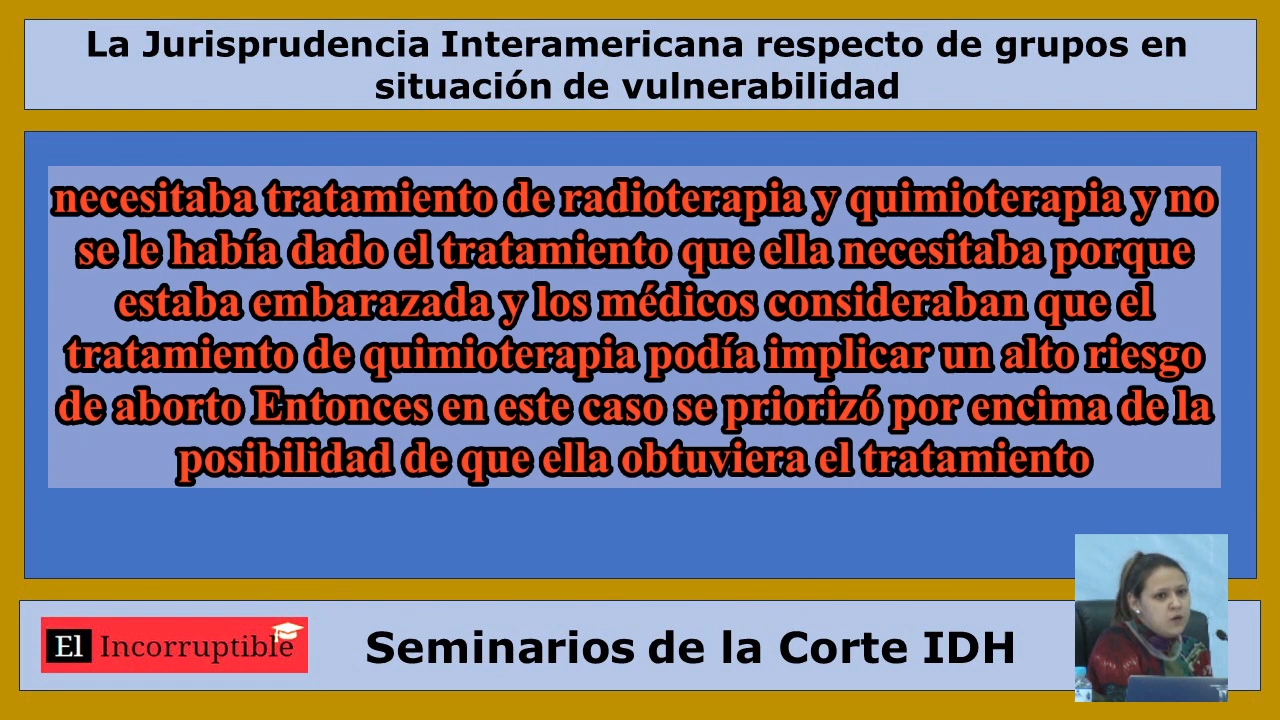 La Jurisprudencia Interamericana respecto de grupos en
situación de vulnerabilidad
necesitaba tratamiento de radioterapia y quimioterapia y no
se le había dado el tratamiento que ella necesitaba porque
estaba embarazada y los médicos consideraban que el
tratamiento de quimioterapia podía implicar un alto riesgo
de aborto Entonces en este caso se priorizó por encima de la
posibilidad de que ella obtuviera el tratamiento
El Incorruptible
Seminarios de la Corte IDH